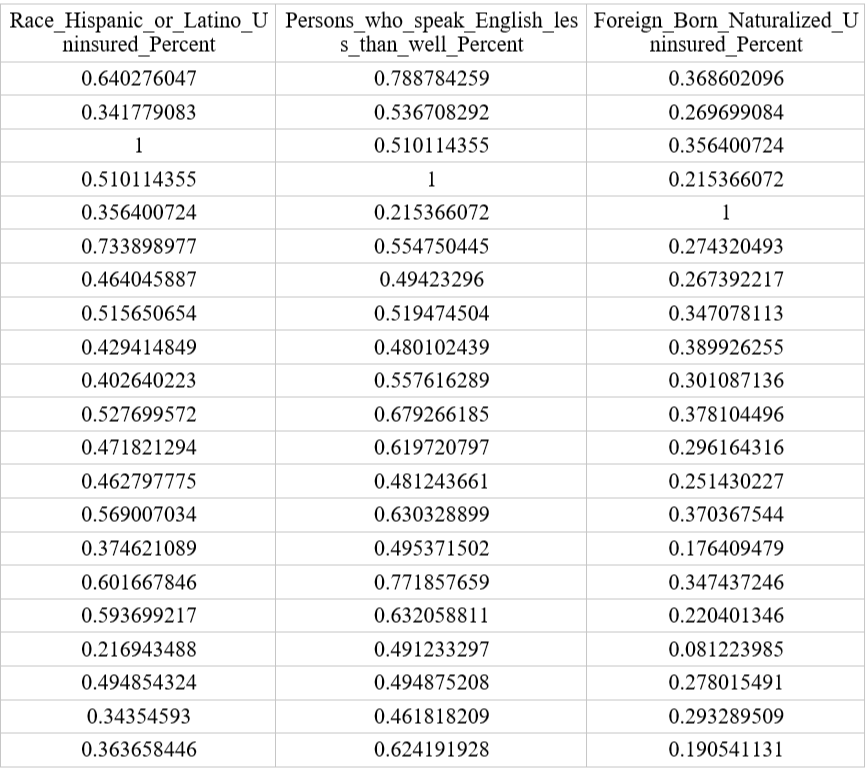 Race_Hispanic_or_Latino_U Persons_who_speak_English_les Foreign_Born_Naturalized_U
ninsured_Percent s_than_well_Percent ninsured_Percent
0.640276047 0.788784259 0.368602096
0.341779083 0.536708292 0.269699084
1 0.510114355 0.356400724
0.510114355 1 0.215366072
0.356400724 0.215366072 1
0.733898977 0.554750445 0.274320493
0.464045887 0.49423296 0.267392217
0.515650654 0.519474504 0.347078113
0.429414849 0.480102439 0.389926255
0.402640223 0.557616289 0.301087136
0.527699572 0.679266185 0.378104496
0.471821294 0.619720797 0.296164316
0.462797775 0.481243661 0.251430227
0.569007034 0.630328899 0.370367544
0.374621089 0.495371502 0.176409479
0.601667846 0.771857659 0.347437246
0.593699217 0.632058811 0.220401346
0.216943488 0.491233297 0.081223985
0.494854324 0.494875208 0.278015491
0.34354593 0.461818209 0.293289509
0.363658446 0.624191928 0.190541131